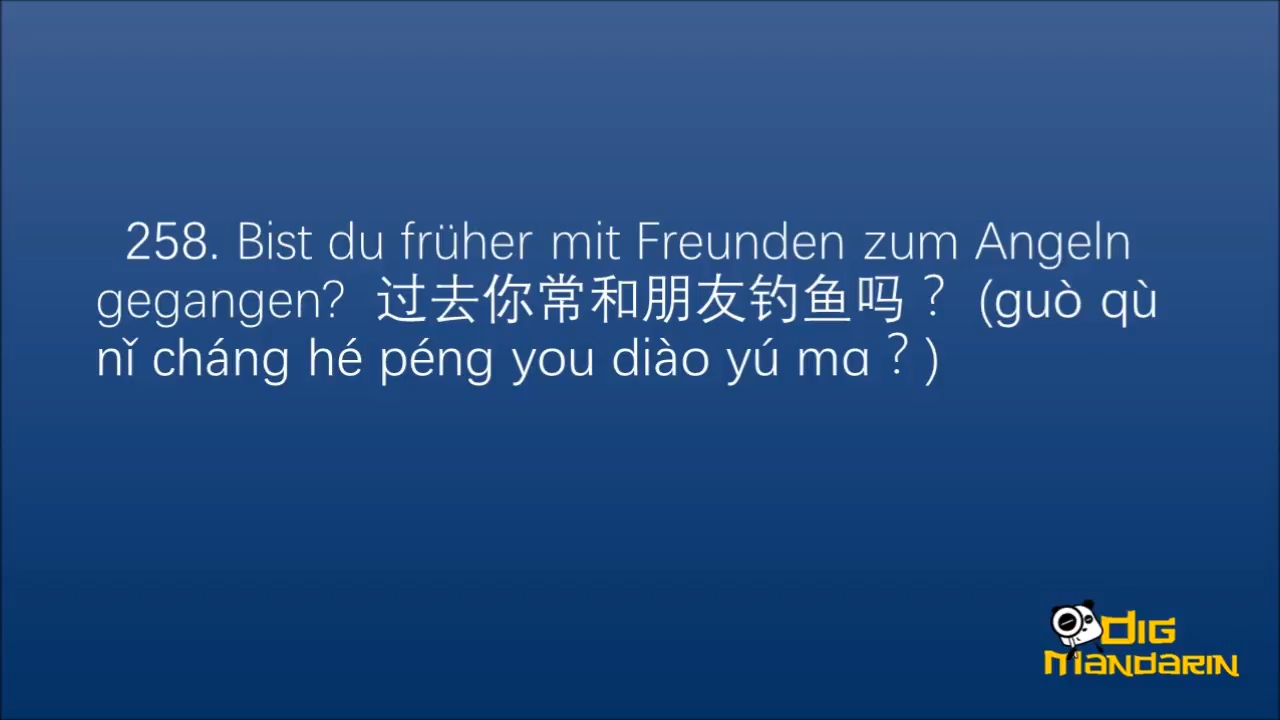 258. Bist du früher mit Freunden zum Angeln
gegangen? 过去你常和朋友钓鱼吗？ (guò qù
nǐ cháng hé péng you diào yú ma？)
DIG
MANDARIN